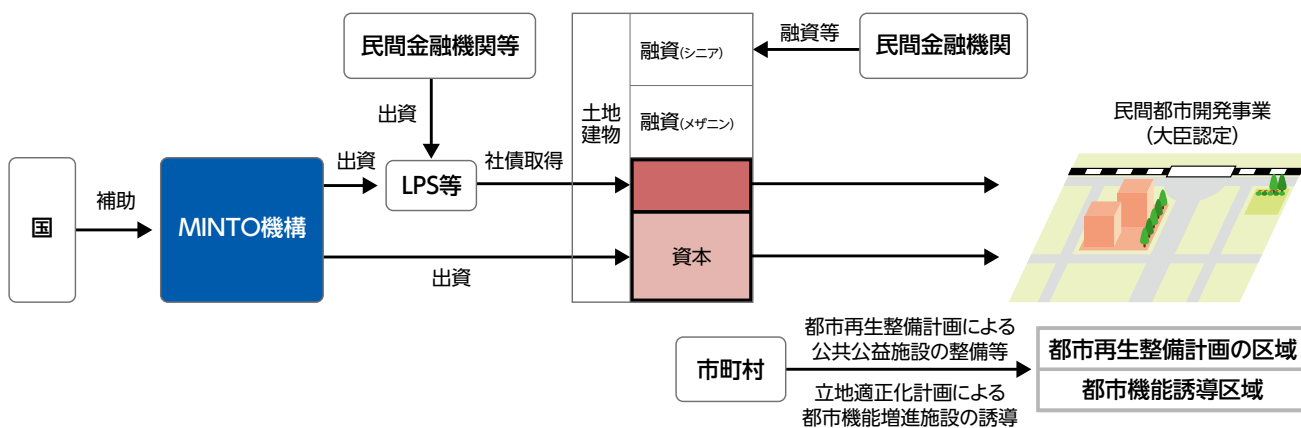 民間金融機関等
出資
国
補助
MINTO機構
出資
LPS等
社債取得
出資
土地
建物
融資(シニア)
融資(メザニン)
資本
融資等
民間金融機関
民間都市開発事業
(大臣認定)
市町村
都市再生整備計画による
公共公益施設の整備等
立地適正化計画による
都市機能増進施設の誘導
都市再生整備計画の区域
都市機能誘導区域